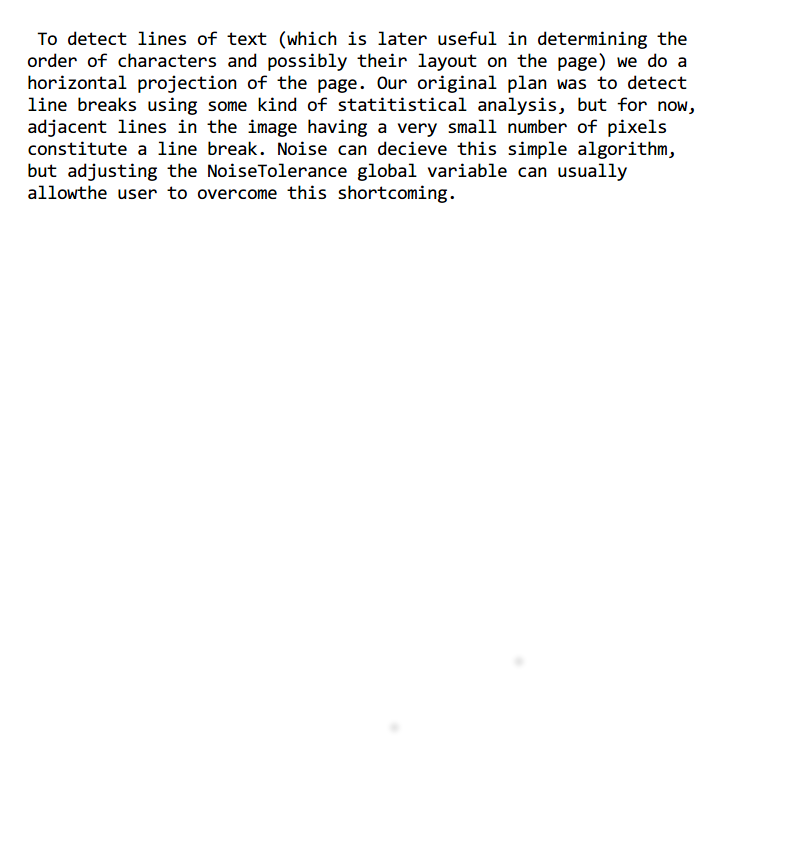 To detect lines of text (which is later useful in determining the
order of characters and possibly their layout on the page) we do a
horizontal projection of the page. Our original plan was to detect
line breaks using some kind of statitistical analysis, but for now,
adjacent lines in the image having a very small number of pixels
constitute a line break. Noise can decieve this simple algorithm,
but adjusting the NoiseTolerance global variable can usually
allowthe user to overcome this shortcoming.